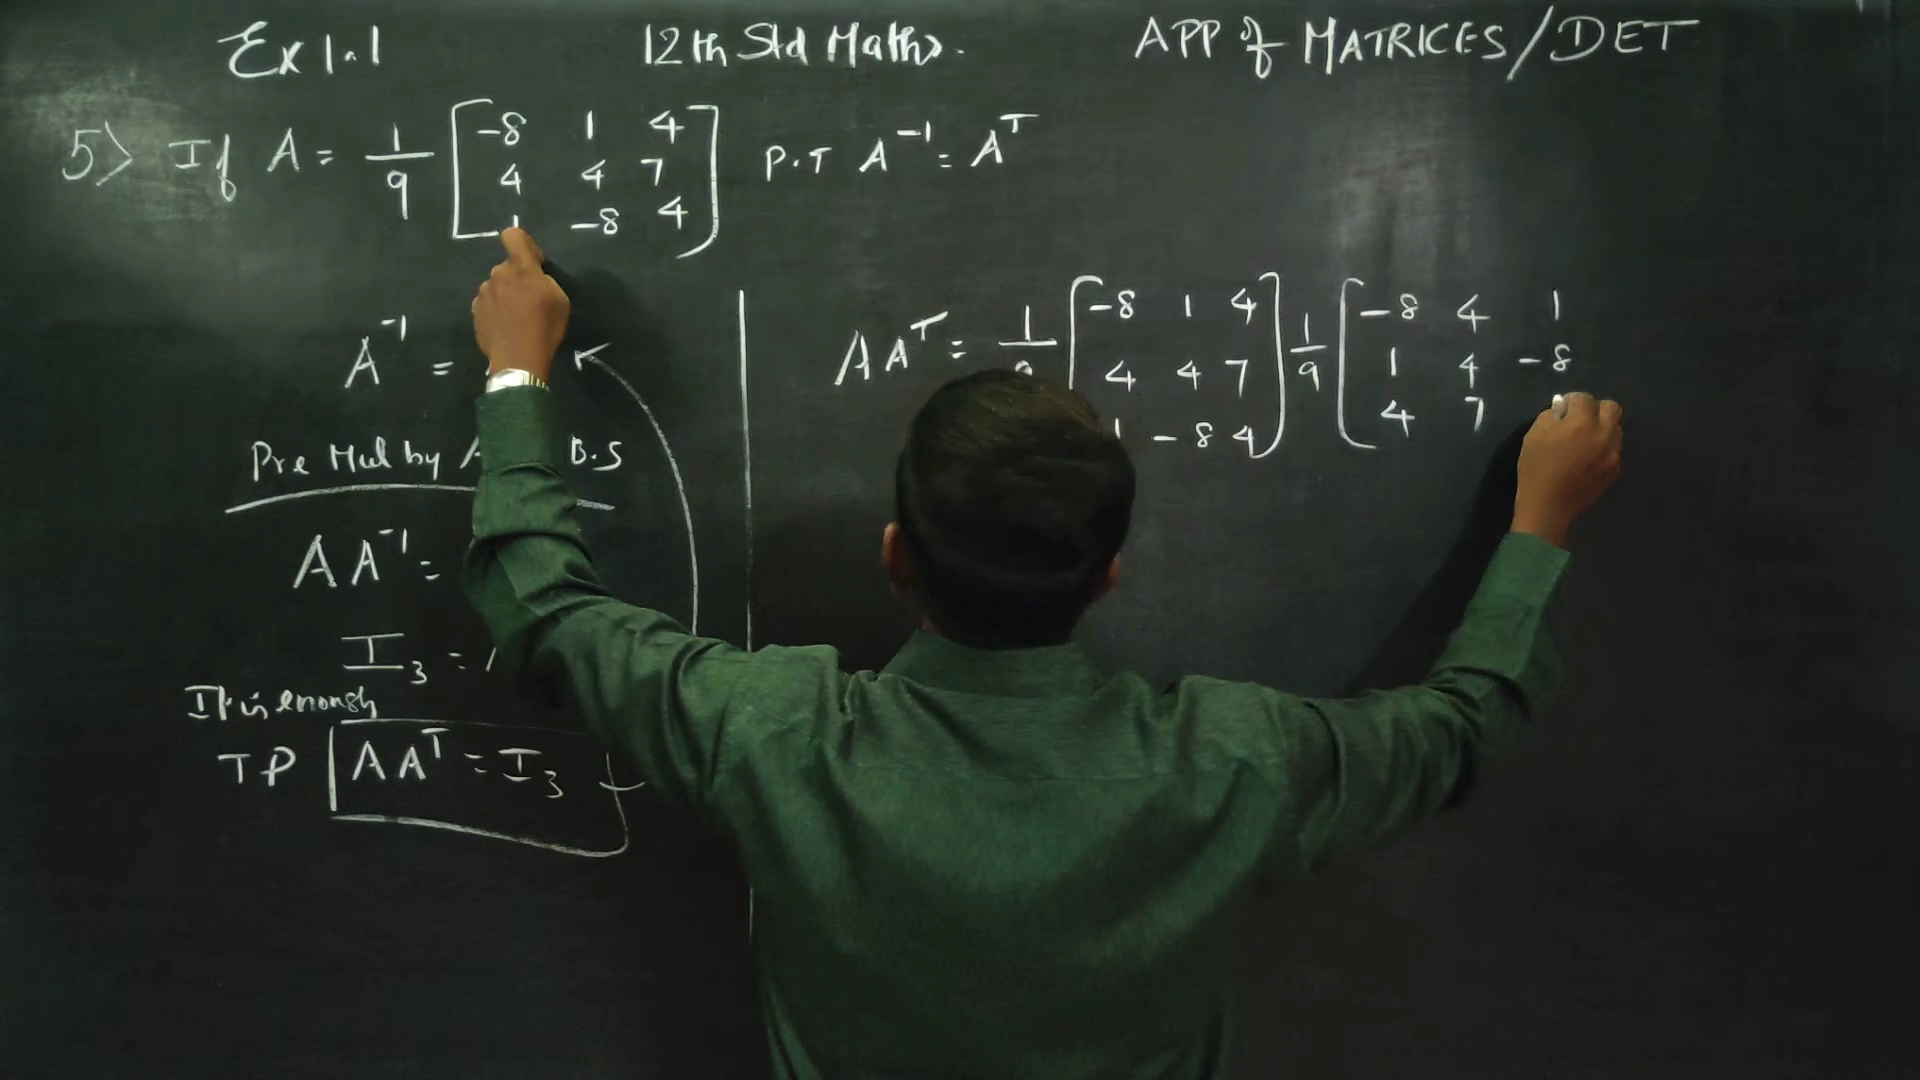 Ex 1.1 12th Std Maths. APP of MATRICES/DET
5> If A = 1/9 [-8 1 4 P.T A⁻¹ = Aᵀ
4 4 7
1 -8 4]
A⁻¹ =
Pre Mul by A B.S
AA⁻¹ =
I₃ =
It is enough
TP AAᵀ = I₃
AAᵀ = 1/9 [-8 1 4] 1/9 [-8 4 1
4 4 7 1 4 -8
1 -8 4 4 7